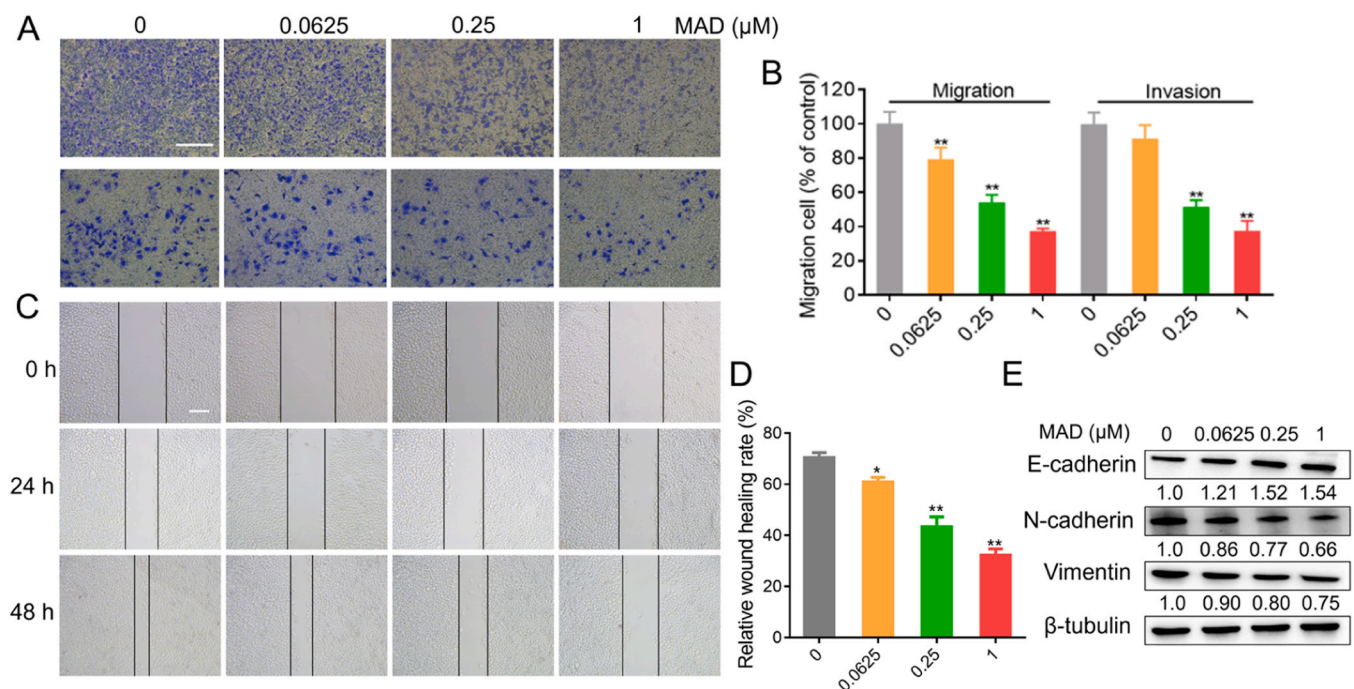 A
0 0.0625 0.25 1 MAD (μM)
B
Migration Invasion
Migration cell (% of control)
120
100
80
60
40
20
0
** ** ** ** **
0 0.0625 0.25 1 0 0.0625 0.25 1
C
0 h
24 h
48 h
D
Relative wound healing rate (%)
80
60
40
20
0
* ** **
0 0.0625 0.25 1
E
MAD (μM) 0 0.0625 0.25 1
E-cadherin
1.0 1.21 1.52 1.54
N-cadherin
1.0 0.86 0.77 0.66
Vimentin
1.0 0.90 0.80 0.75
β-tubulin